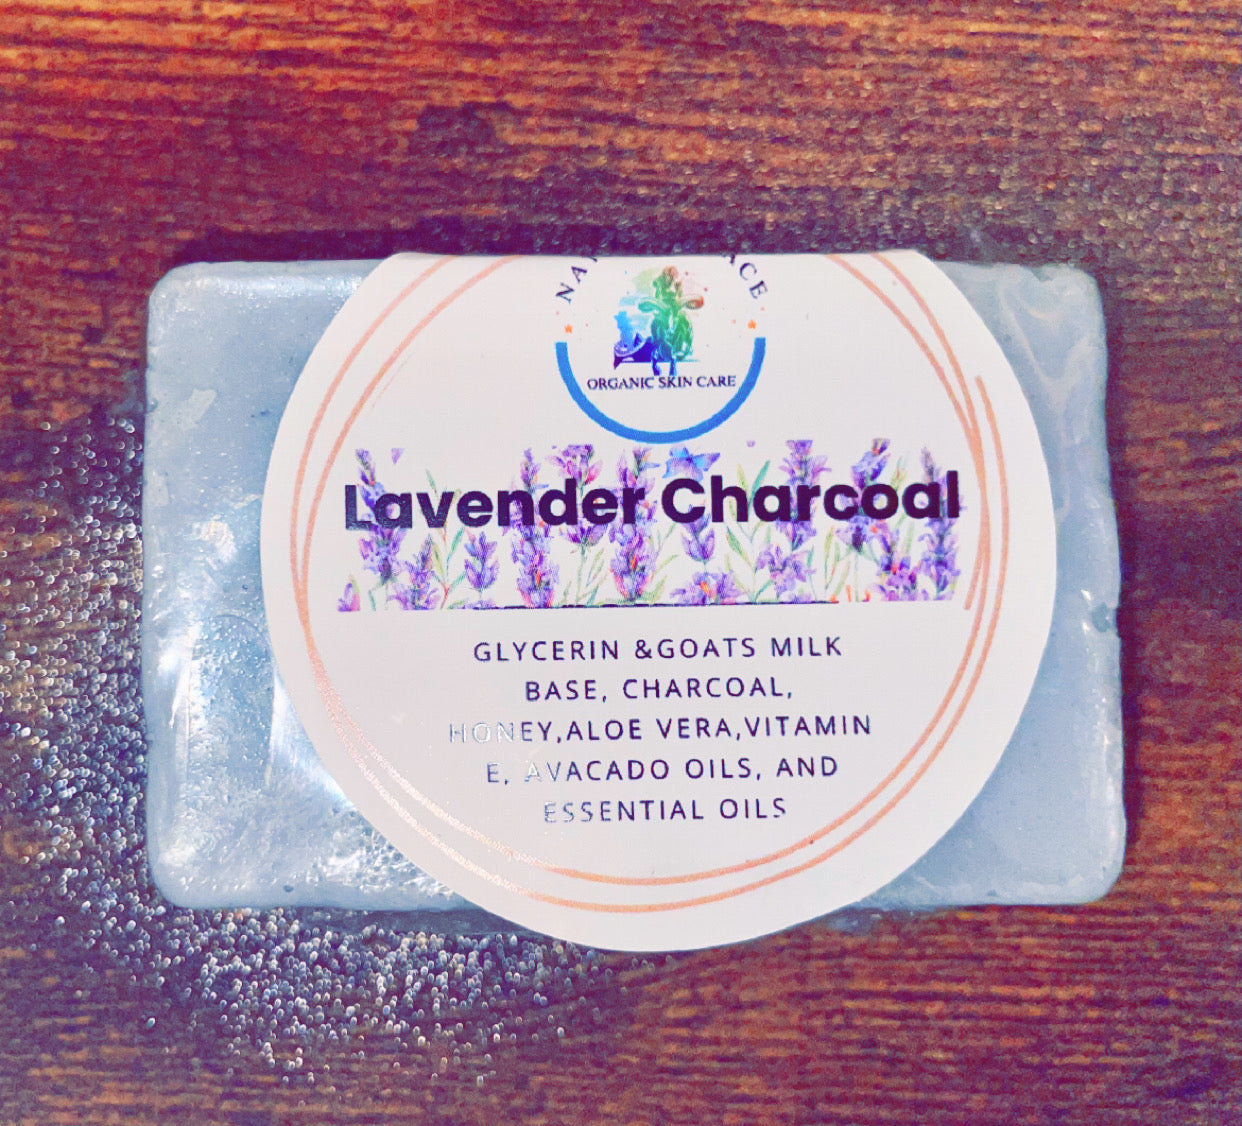 ORGANIC SKIN CARE
Lavender Charcoal
GLYCERIN &GOATS MILK
BASE, CHARCOAL,
HONEY,ALOE VERA,VITAMIN
E, AVACADO OILS, AND
ESSENTIAL OILS